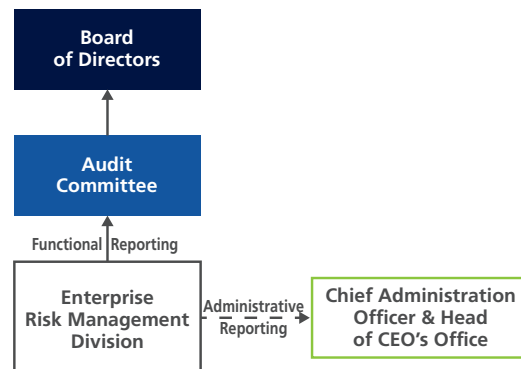 Board
of Directors
Audit
Committee
Functional Reporting
Enterprise
Risk Management
Division
Administrative
Reporting
Chief Administration
Officer & Head
of CEO's Office